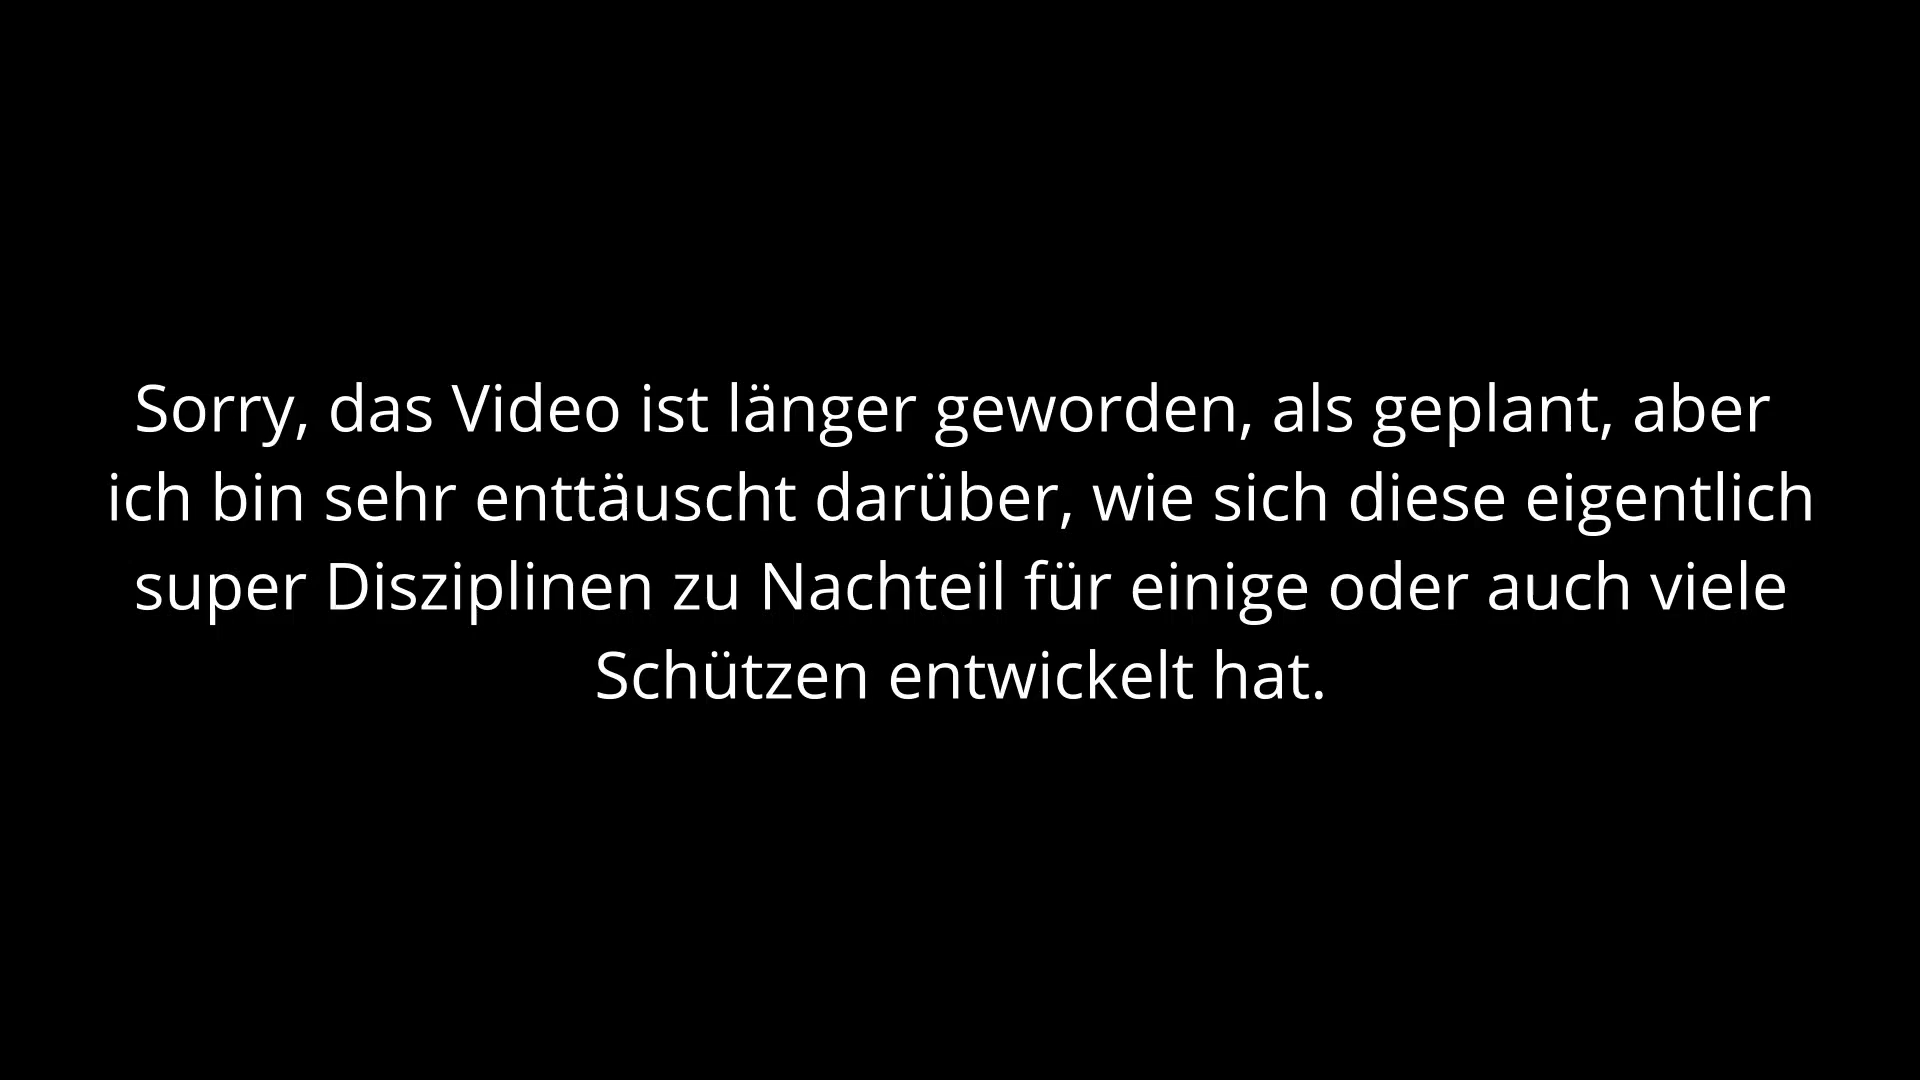 Sorry, das Video ist länger geworden, als geplant, aber
ich bin sehr enttäuscht darüber, wie sich diese eigentlich
super Disziplinen zu Nachteil für einige oder auch viele
Schützen entwickelt hat.